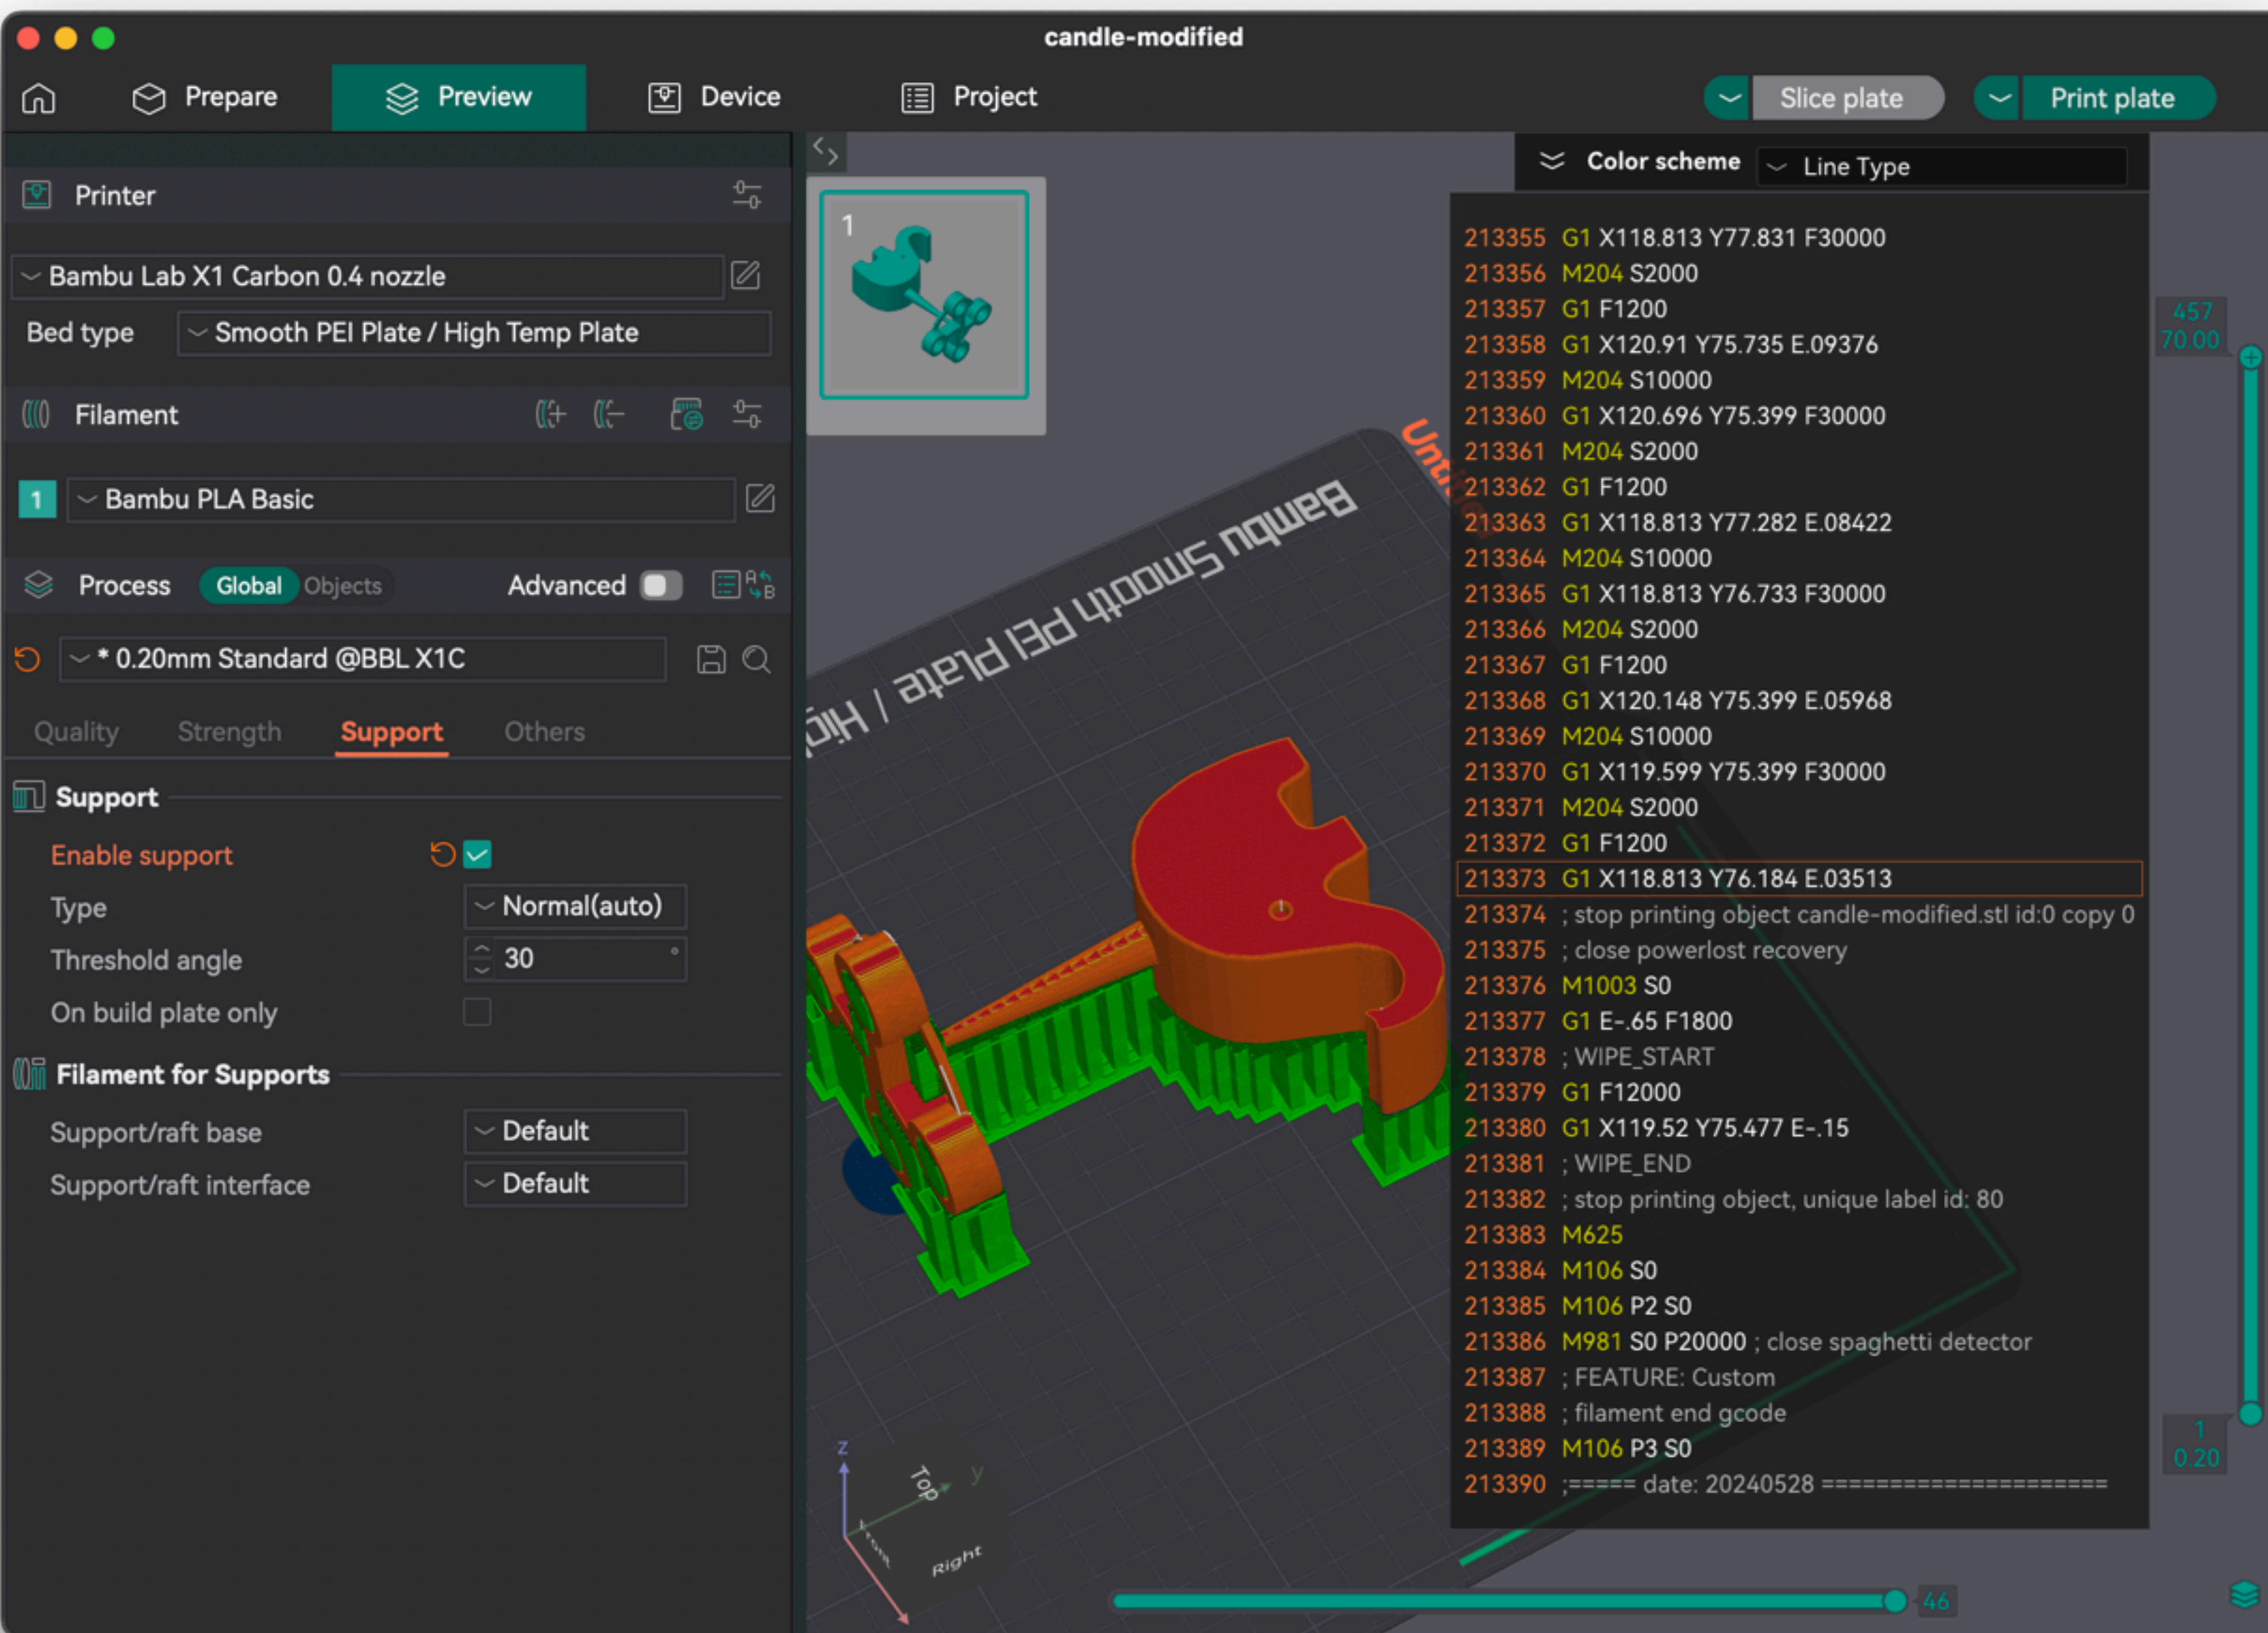 candle-modified
Prepare
Preview
Device
Project
Slice plate
Print plate
Printer
Bambu Lab X1 Carbon 0.4 nozzle
Bed type
Smooth PEI Plate / High Temp Plate
Filament
1
Bambu PLA Basic
Process
Global
Objects
Advanced
* 0.20mm Standard @BBL X1C
Quality
Strength
Support
Others
Support
Enable support
Type
Normal(auto)
Threshold angle
30
°
On build plate only
Filament for Supports
Support/raft base
Default
Support/raft interface
Default
1
Bambu Smooth PEI Plate / High
Color scheme
Line Type
213355 G1 X118.813 Y77.831 F30000
213356 M204 S2000
213357 G1 F1200
213358 G1 X120.91 Y75.735 E.09376
213359 M204 S10000
213360 G1 X120.696 Y75.399 F30000
213361 M204 S2000
213362 G1 F1200
213363 G1 X118.813 Y77.282 E.08422
213364 M204 S10000
213365 G1 X118.813 Y76.733 F30000
213366 M204 S2000
213367 G1 F1200
213368 G1 X120.148 Y75.399 E.05968
213369 M204 S10000
213370 G1 X119.599 Y75.399 F30000
213371 M204 S2000
213372 G1 F1200
213373 G1 X118.813 Y76.184 E.03513
213374 ; stop printing object candle-modified.stl id:0 copy 0
213375 ; close powerlost recovery
213376 M1003 S0
213377 G1 E-.65 F1800
213378 ; WIPE_START
213379 G1 F12000
213380 G1 X119.52 Y75.477 E-.15
213381 ; WIPE_END
213382 ; stop printing object, unique label id: 80
213383 M625
213384 M106 S0
213385 M106 P2 S0
213386 M981 S0 P20000 ; close spaghetti detector
213387 ; FEATURE: Custom
213388 ; filament end gcode
213389 M106 P3 S0
213390 ;===== date: 20240528 =====================
457
70.00
1
0.20
z
y
Top
Front
Right
46